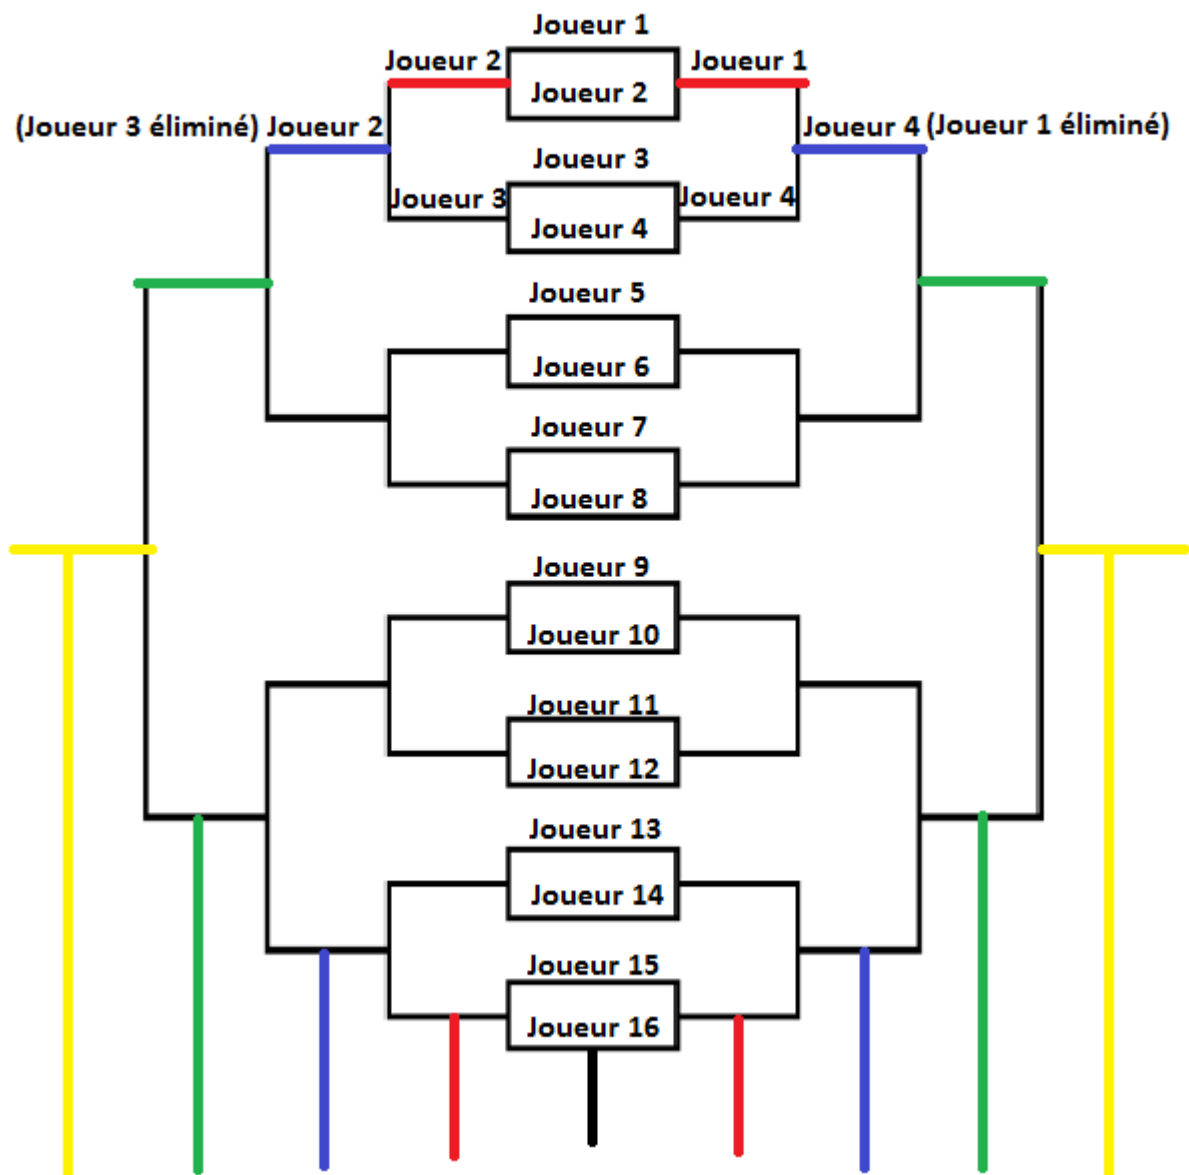 Joueur 1
Joueur 2
Joueur 2
Joueur 1
(Joueur 3 éliminé)
Joueur 2
Joueur 4
(Joueur 1 éliminé)
Joueur 3
Joueur 3
Joueur 4
Joueur 4
Joueur 5
Joueur 6
Joueur 7
Joueur 8
Joueur 9
Joueur 10
Joueur 11
Joueur 12
Joueur 13
Joueur 14
Joueur 15
Joueur 16